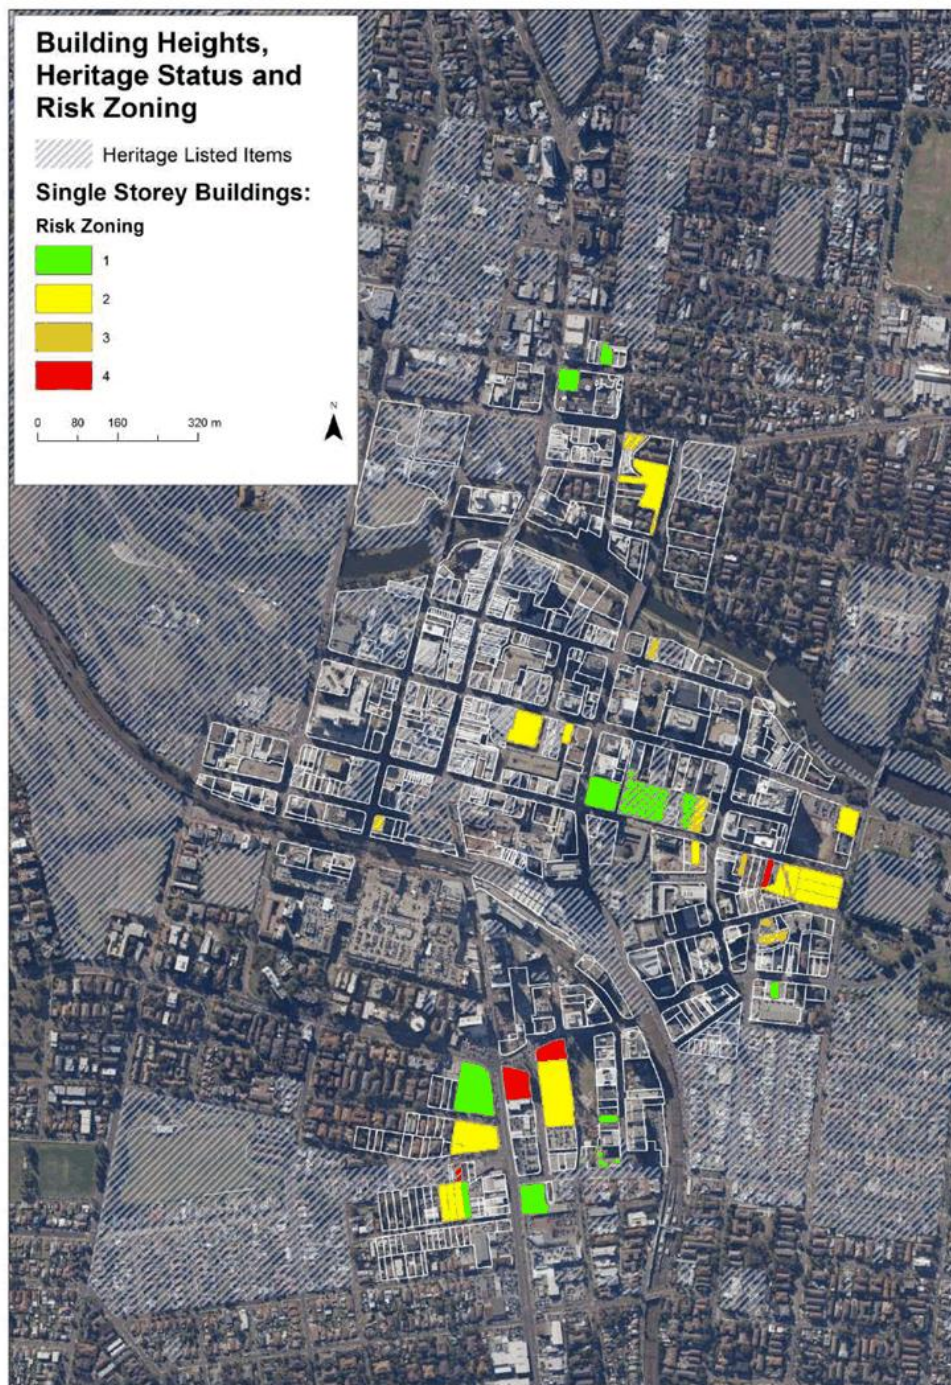 Building Heights,
Heritage Status and
Risk Zoning
Heritage Listed Items
Single Storey Buildings:
Risk Zoning
1
2
3
4
N
0 80 160 320 m